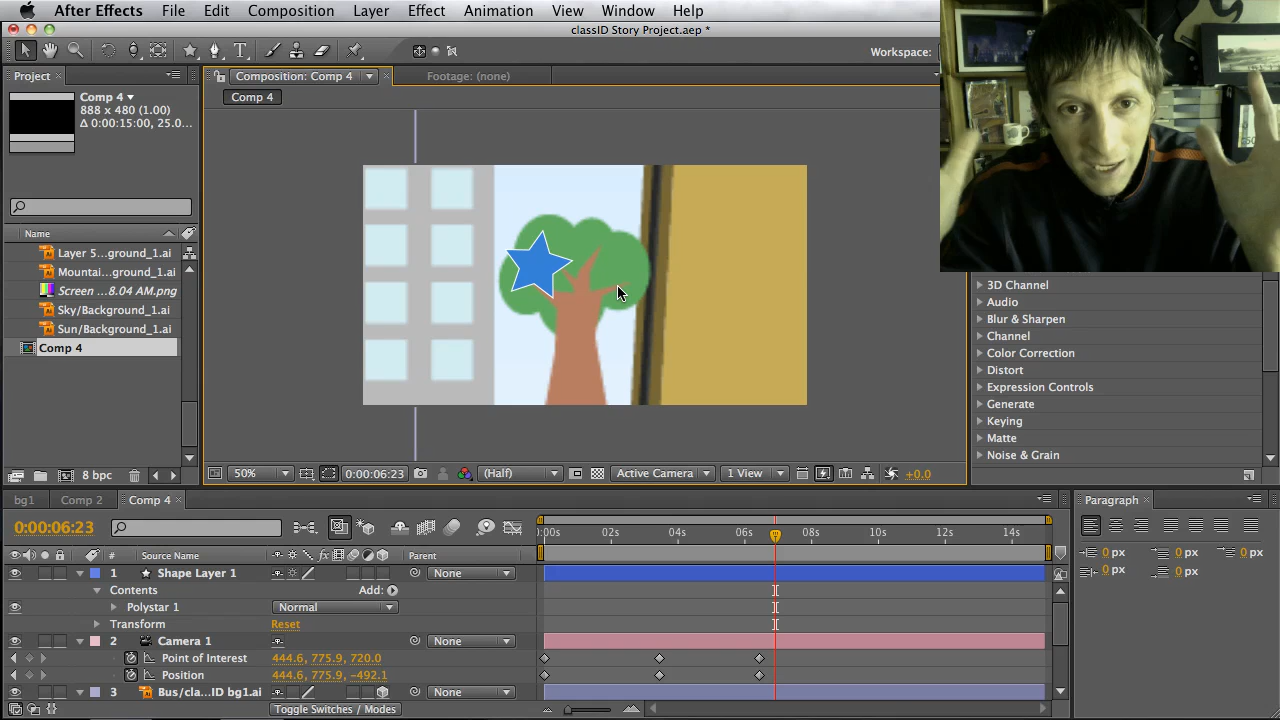 After Effects File Edit Composition Layer Effect Animation View Window Help
classID Story Project.aep *
Workspace:
Project
Composition: Comp 4
Footage: (none)
Comp 4
888 x 480 (1.00)
Δ 0:00:15:00, 25.0...
Comp 4
Name
Layer 5...ground_1.ai
Mountai...ground_1.ai
Screen ...8.04 AM.png
Sky/Background_1.ai
Sun/Background_1.ai
Comp 4
8 bpc
50%
0:00:06:23
(Half)
Active Camera
1 View
+0.0
3D Channel
Audio
Blur & Sharpen
Channel
Color Correction
Distort
Expression Controls
Generate
Keying
Matte
Noise & Grain
bg1 Comp 2 Comp 4
0:00:06:23
# Source Name Parent
1 Shape Layer 1 None
Contents Add:
Polystar 1 Normal
Transform Reset
2 Camera 1 None
Point of Interest 444.6, 775.9, 720.0
Position 444.6, 775.9, -492.1
3 Bus/cla...ID bg1.ai None
Toggle Switches / Modes
):00s 02s 04s 06s 08s 10s 12s 14s
Paragraph
0 px 0 px 0 px
0 px 0 px